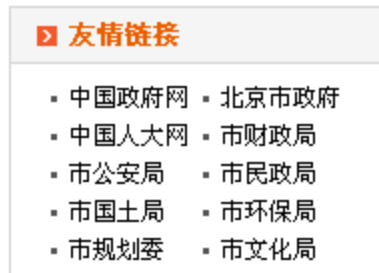 友情链接
中国政府网 北京市政府
中国人大网 市财政局
市公安局 市民政局
市国土局 市环保局
市规划委 市文化局